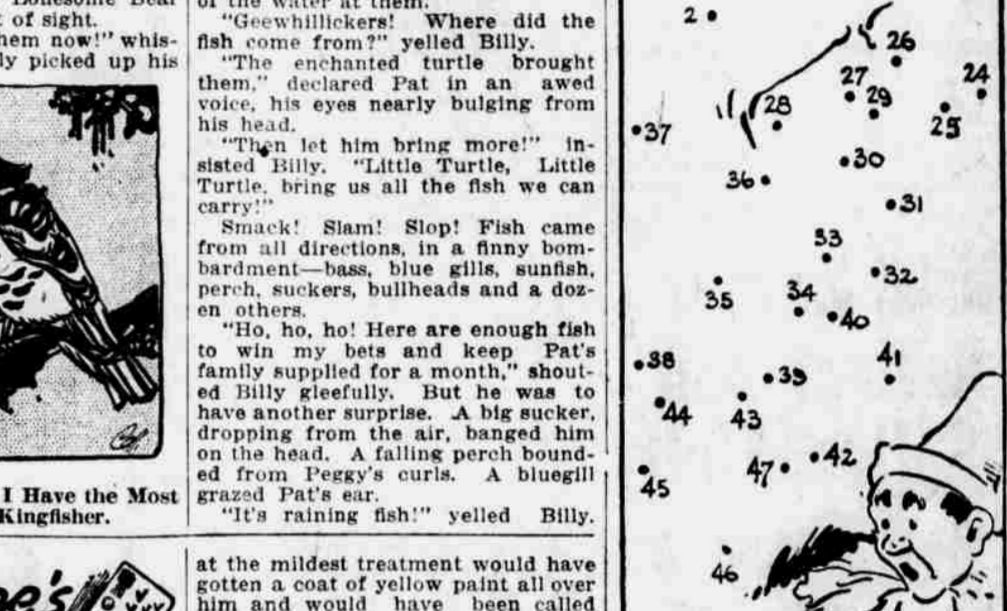 t of sight.
hem now!" whis-
ly picked up his
I Have the Most
Kingfisher.
of the water at them.
"Geewhillickers! Where did the
fish come from?" yelled Billy.
"The enchanted turtle brought
them," declared Pat in an awed
voice, his eyes nearly bulging from
his head.
"Then let him bring more!" in-
sisted Billy. "Little Turtle, Little
Turtle, bring us all the fish we can
carry!"
Smack! Slam! Slop! Fish came
from all directions, in a finny bom-
bardment—bass, blue gills, sunfish,
perch, suckers, bullheads and a doz-
en others.
"Ho, ho, ho! Here are enough fish
to win my bets and keep Pat's
family supplied for a month," shout-
ed Billy gleefully. But he was to
have another surprise. A big sucker,
dropping from the air, banged him
on the head. A falling perch bound-
ed from Peggy's curls. A bluegill
grazed Pat's ear.
"It's raining fish!" yelled Billy.
at the mildest treatment would have
gotten a coat of yellow paint all over
him and would have been called
2
26
24
27
28
29
25
37
30
36
31
33
32
35
34
40
38
39
41
44
43
42
47
45
46